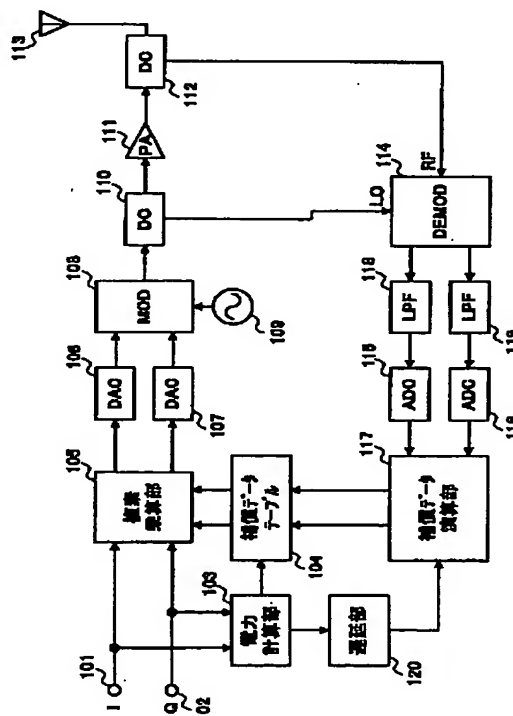 113
111
PA
DC
112
110
DC
108
MOD
109
106
DAC
DAC
107
105
複素
乗算部
101
I
Q
02
103
電力
計算部
補償データ
テーブル
104
遅延部
120
LO
RF
114
DEMOD
118
LPF
LPF
119
115
ADC
ADC
116
117
補償データ
演算部